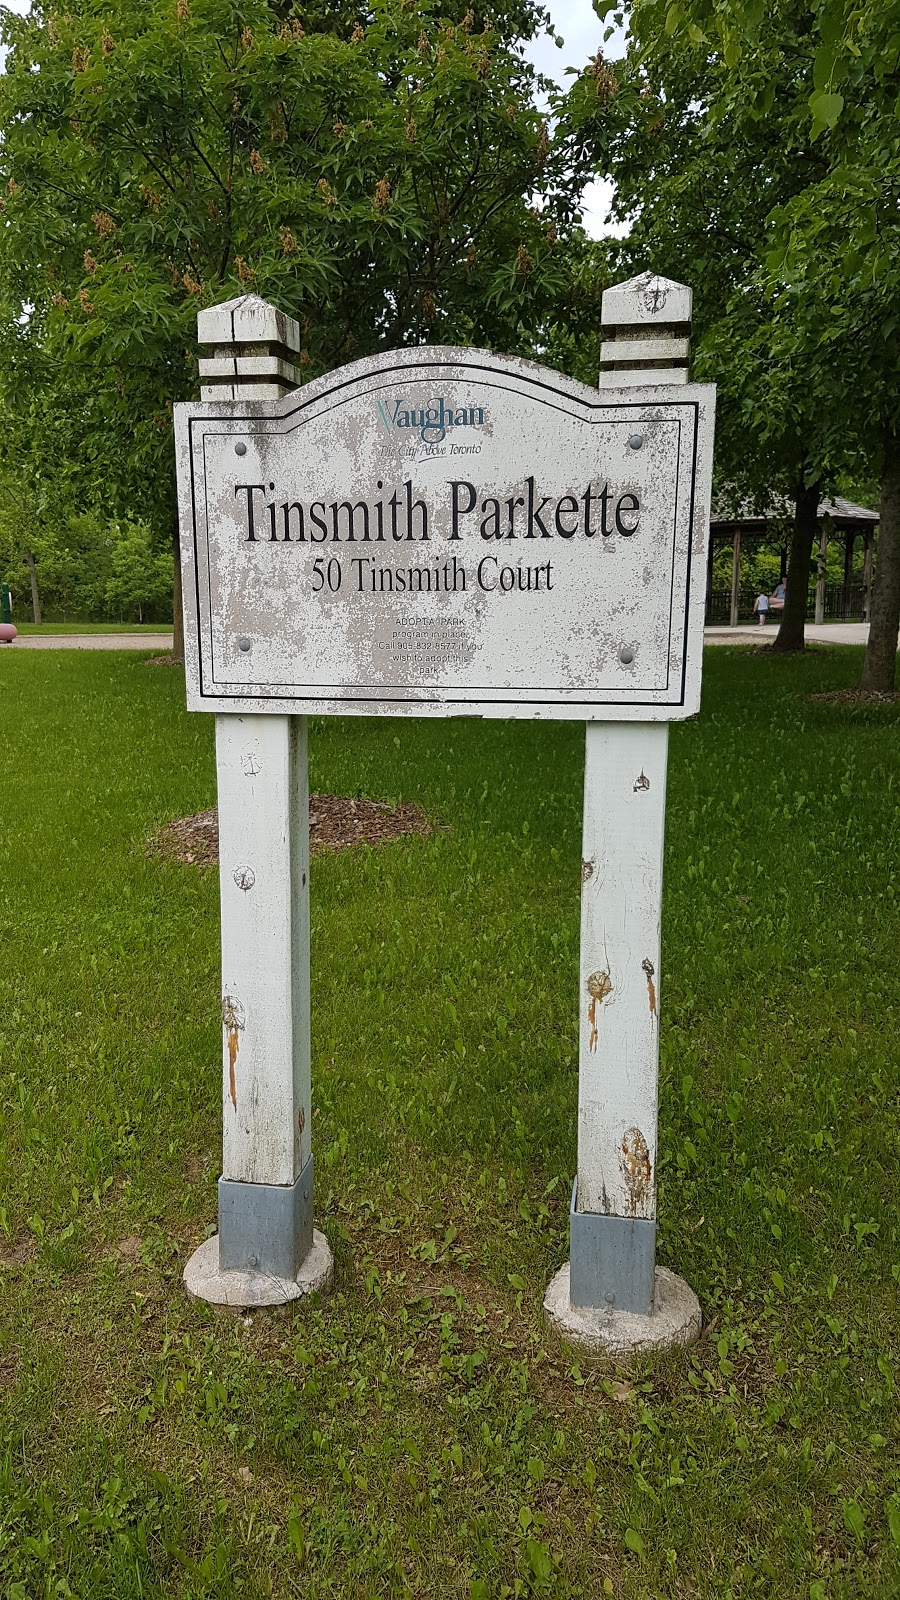 Vaughan
The City Above Toronto
Tinsmith Parkette
50 Tinsmith Court
ADOPT A PARK
program in place.
Call 905-832-8577 if you
wish to adopt this
park